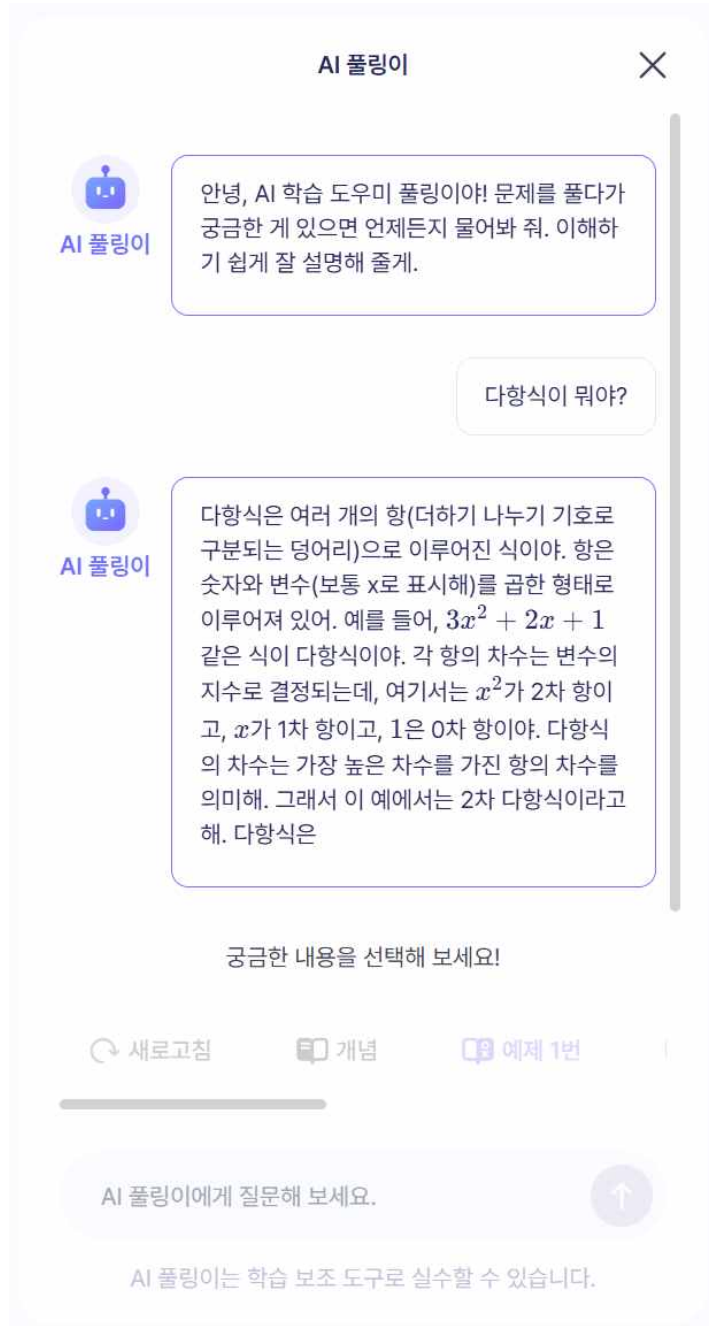 AI 풀링이
안녕, AI 학습 도우미 풀링이야! 문제를 풀다가
궁금한 게 있으면 언제든지 물어봐 줘. 이해하
기 쉽게 잘 설명해 줄게.
AI 풀링이
다항식이 뭐야?
다항식은 여러 개의 항(더하기 나누기 기호로
구분되는 덩어리)으로 이루어진 식이야. 항은
숫자와 변수(보통 x로 표시해)를 곱한 형태로
이루어져 있어. 예를 들어, 3x² + 2x + 1
같은 식이 다항식이야. 각 항의 차수는 변수의
지수로 결정되는데, 여기서는 x²가 2차 항이
고, x가 1차 항이고, 1은 0차 항이야. 다항식
의 차수는 가장 높은 차수를 가진 항의 차수를
의미해. 그래서 이 예에서는 2차 다항식이라고
해. 다항식은
AI 풀링이
궁금한 내용을 선택해 보세요!
새로고침 개념 예제 1번
AI 풀링이에게 질문해 보세요.
AI 풀링이는 학습 보조 도구로 실수할 수 있습니다.